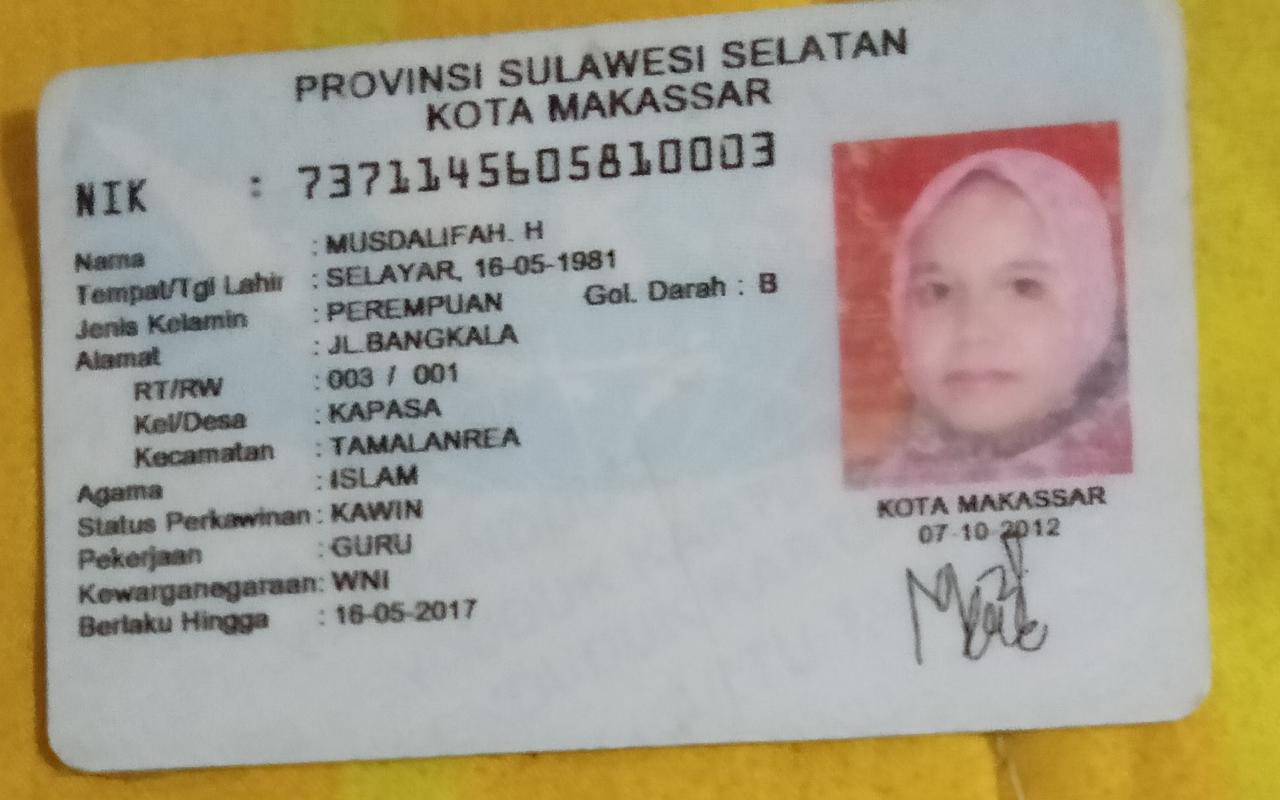 PROVINSI SULAWESI SELATAN
KOTA MAKASSAR
NIK : 7371145605810003
Nama : MUSDALIFAH. H
Tempat/Tgl Lahir : SELAYAR, 16-05-1981
Jenis Kelamin : PEREMPUAN Gol. Darah : B
Alamat : JL.BANGKALA
RT/RW : 003 / 001
Kel/Desa : KAPASA
Kecamatan : TAMALANREA
Agama : ISLAM
Status Perkawinan : KAWIN
Pekerjaan : GURU
Kewarganegaraan : WNI
Berlaku Hingga : 16-05-2017
KOTA MAKASSAR
07-10-2012